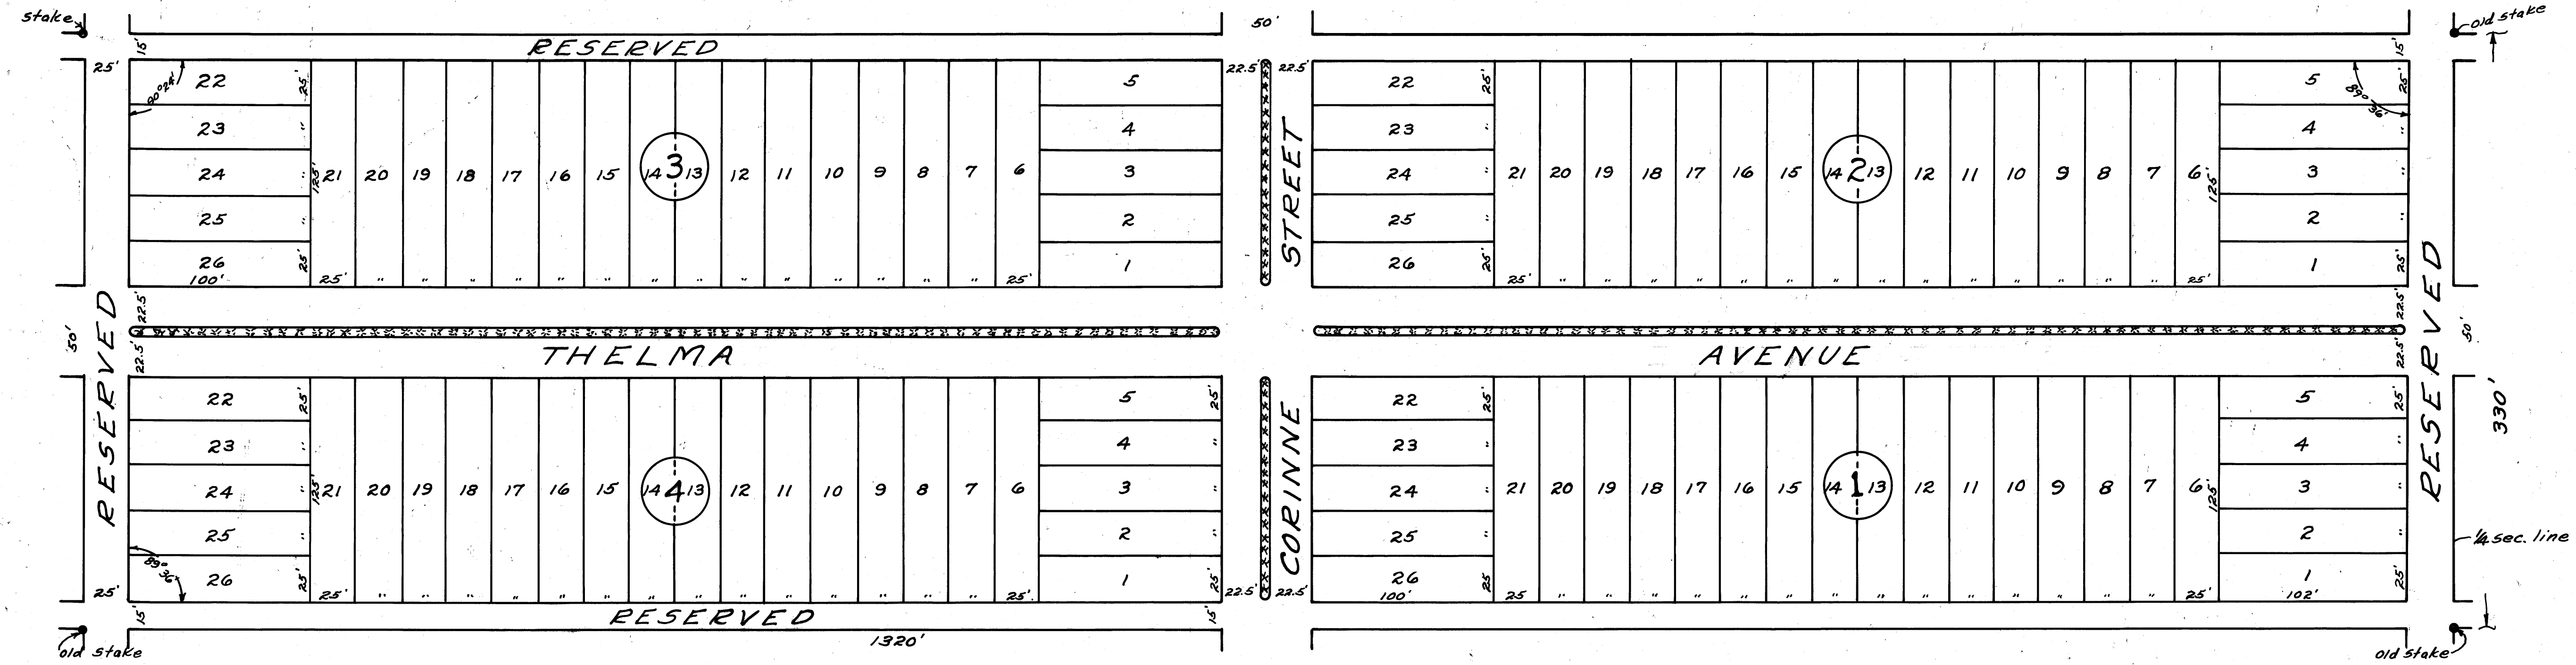 stake
50'
old stake
15'
RESERVED
15'
25'
22.5' 22.5'
22 25' 5 22 25' 5 25'
90°24'
89° 36'
23 " 4 23 " 4 "
24 " 125' 21 20 19 18 17 16 15 14 3 13 12 11 10 9 8 7 6 3
24 " 21 20 19 18 17 16 15 14 2 13 12 11 10 9 8 7 6 125' 3 "
25 " 2 25 " 2 "
26 25' 1 26 25' 1 25'
100' 25' " " " " " " " " " " " " " " 25'
25' " " " " " " " " " " " " " " 25'
STREET
RESERVED
50'
22.5'
22.5'
THELMA AVENUE
22.5'
22.5'
50'
RESERVED
330'
22 25' 5 25' 22 25' 5 25'
23 " 4 " 23 " 4 "
24 " 125' 21 20 19 18 17 16 15 14 4 13 12 11 10 9 8 7 6 3 "
24 " 21 20 19 18 17 16 15 14 1 13 12 11 10 9 8 7 6 125' 3 "
25 " 2 " 25 " 2 "
89° 36'
26 25' 1 25' 26 25 1 25'
25' 25' " " " " " " " " " " " " " " 25'
22.5' 22.5'
100' 25 " " " " " " " " " " " " " " 25' 102'
CORINNE
1/4 sec. line
15'
RESERVED
15'
1320'
old stake
old stake